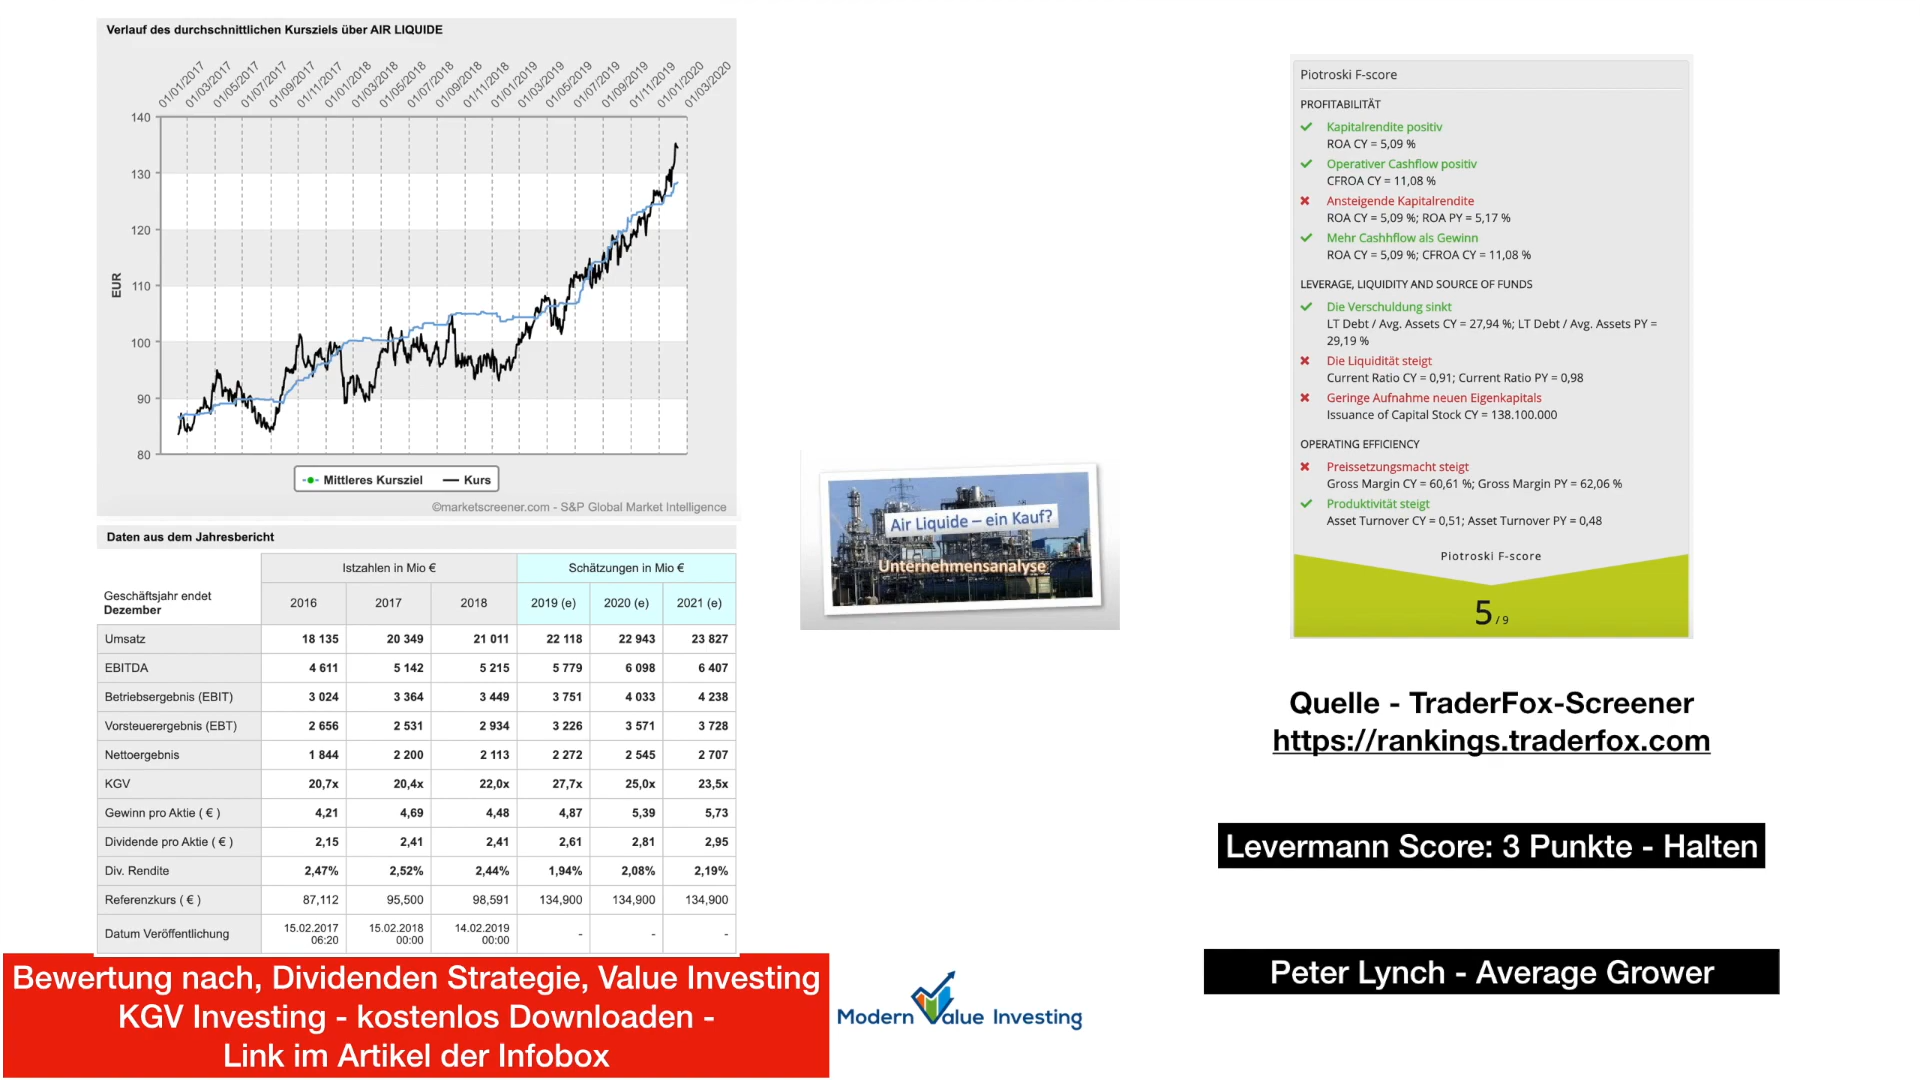 Verlauf des durchschnittlichen Kursziels über AIR LIQUIDE
01/01/2017
01/03/2017
01/05/2017
01/07/2017
01/09/2017
01/11/2017
01/01/2018
01/03/2018
01/05/2018
01/07/2018
01/09/2018
01/11/2018
01/01/2019
01/03/2019
01/05/2019
01/07/2019
01/09/2019
01/11/2019
01/01/2020
01/03/2020
140
130
120
110
100
90
80
EUR
Mittleres Kursziel Kurs
©marketscreener.com - S&P Global Market Intelligence
Daten aus dem Jahresbericht
Istzahlen in Mio € Schätzungen in Mio €
Geschäftsjahr endet
Dezember
2016 2017 2018 2019 (e) 2020 (e) 2021 (e)
Umsatz 18 135 20 349 21 011 22 118 22 943 23 827
EBITDA 4 611 5 142 5 215 5 779 6 098 6 407
Betriebsergebnis (EBIT) 3 024 3 364 3 449 3 751 4 033 4 238
Vorsteuerergebnis (EBT) 2 656 2 531 2 934 3 226 3 571 3 728
Nettoergebnis 1 844 2 200 2 113 2 272 2 545 2 707
KGV 20,7x 20,4x 22,0x 27,7x 25,0x 23,5x
Gewinn pro Aktie ( € ) 4,21 4,69 4,48 4,87 5,39 5,73
Dividende pro Aktie ( € ) 2,15 2,41 2,41 2,61 2,81 2,95
Div. Rendite 2,47% 2,52% 2,44% 1,94% 2,08% 2,19%
Referenzkurs ( € ) 87,112 95,500 98,591 134,900 134,900 134,900
Datum Veröffentlichung 15.02.2017 06:20 15.02.2018 00:00 14.02.2019 00:00 - - -
Bewertung nach, Dividenden Strategie, Value Investing
KGV Investing - kostenlos Downloaden -
Link im Artikel der Infobox
Air Liquide – ein Kauf?
Unternehmensanalyse
Modern Value Investing
Piotroski F-score
PROFITABILITÄT
Kapitalrendite positiv
ROA CY = 5,09 %
Operativer Cashflow positiv
CFROA CY = 11,08 %
Ansteigende Kapitalrendite
ROA CY = 5,09 %; ROA PY = 5,17 %
Mehr Cashhflow als Gewinn
ROA CY = 5,09 %; CFROA CY = 11,08 %
LEVERAGE, LIQUIDITY AND SOURCE OF FUNDS
Die Verschuldung sinkt
LT Debt / Avg. Assets CY = 27,94 %; LT Debt / Avg. Assets PY =
29,19 %
Die Liquidität steigt
Current Ratio CY = 0,91; Current Ratio PY = 0,98
Geringe Aufnahme neuen Eigenkapitals
Issuance of Capital Stock CY = 138.100.000
OPERATING EFFICIENCY
Preissetzungsmacht steigt
Gross Margin CY = 60,61 %; Gross Margin PY = 62,06 %
Produktivität steigt
Asset Turnover CY = 0,51; Asset Turnover PY = 0,48
Piotroski F-score
5 / 9
Quelle - TraderFox-Screener
https://rankings.traderfox.com
Levermann Score: 3 Punkte - Halten
Peter Lynch - Average Grower